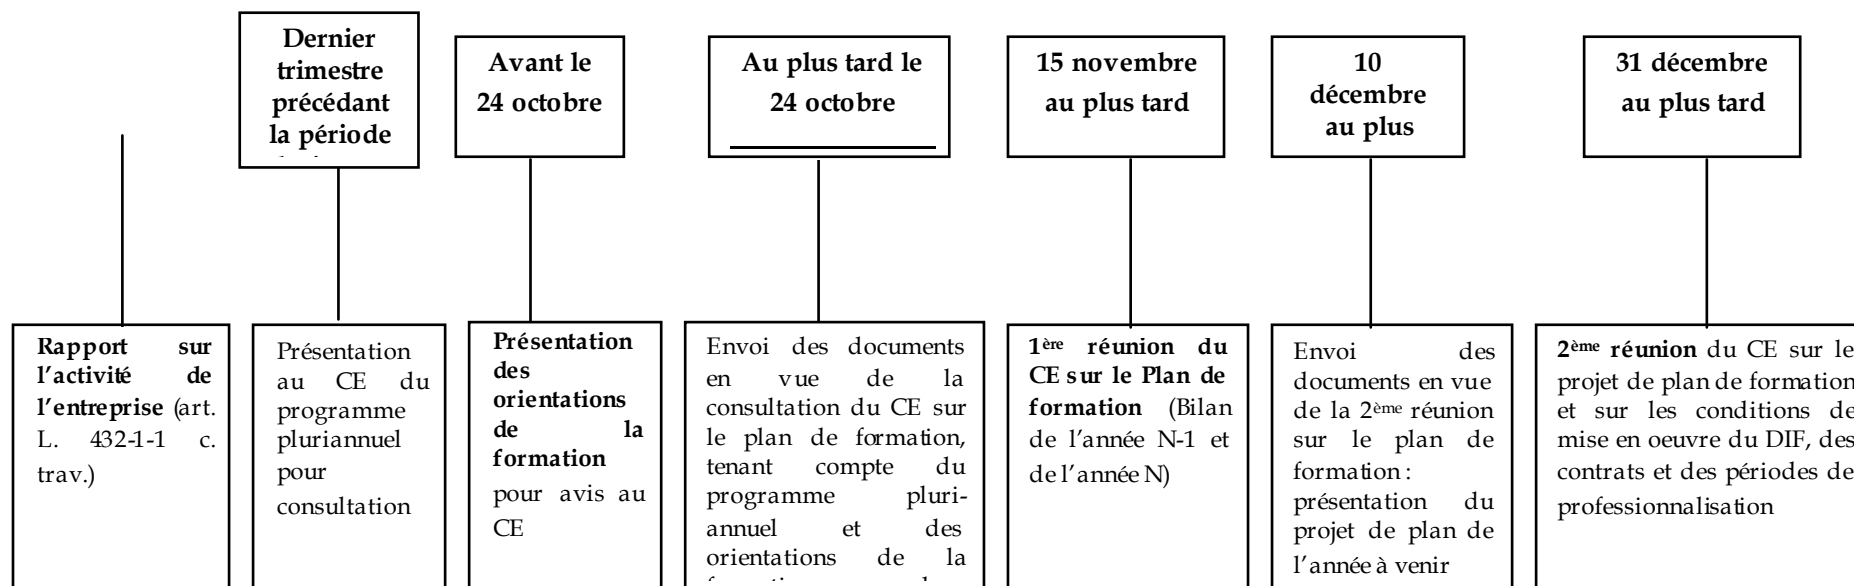 Dernier
trimestre
précédant
la période
Avant le
24 octobre
Au plus tard le
24 octobre
15 novembre
au plus tard
10
décembre
au plus
31 décembre
au plus tard
Rapport sur
l'activité de
l'entreprise (art.
L. 432-1-1 c.
trav.)
Présentation
au CE du
programme
pluriannuel
pour
consultation
Présentation
des
orientations
de la
formation
pour avis au
CE
Envoi des documents
en vue de la
consultation du CE sur
le plan de formation,
tenant compte du
programme pluri-
annuel et des
orientations de la
1ère réunion du
CE sur le Plan de
formation (Bilan
de l'année N-1 et
de l'année N)
Envoi des
documents en vue
de la 2ème réunion
sur le plan de
formation :
présentation du
projet de plan de
l'année à venir
2ème réunion du CE sur le
projet de plan de formation
et sur les conditions de
mise en oeuvre du DIF, des
contrats et des périodes de
professionnalisation